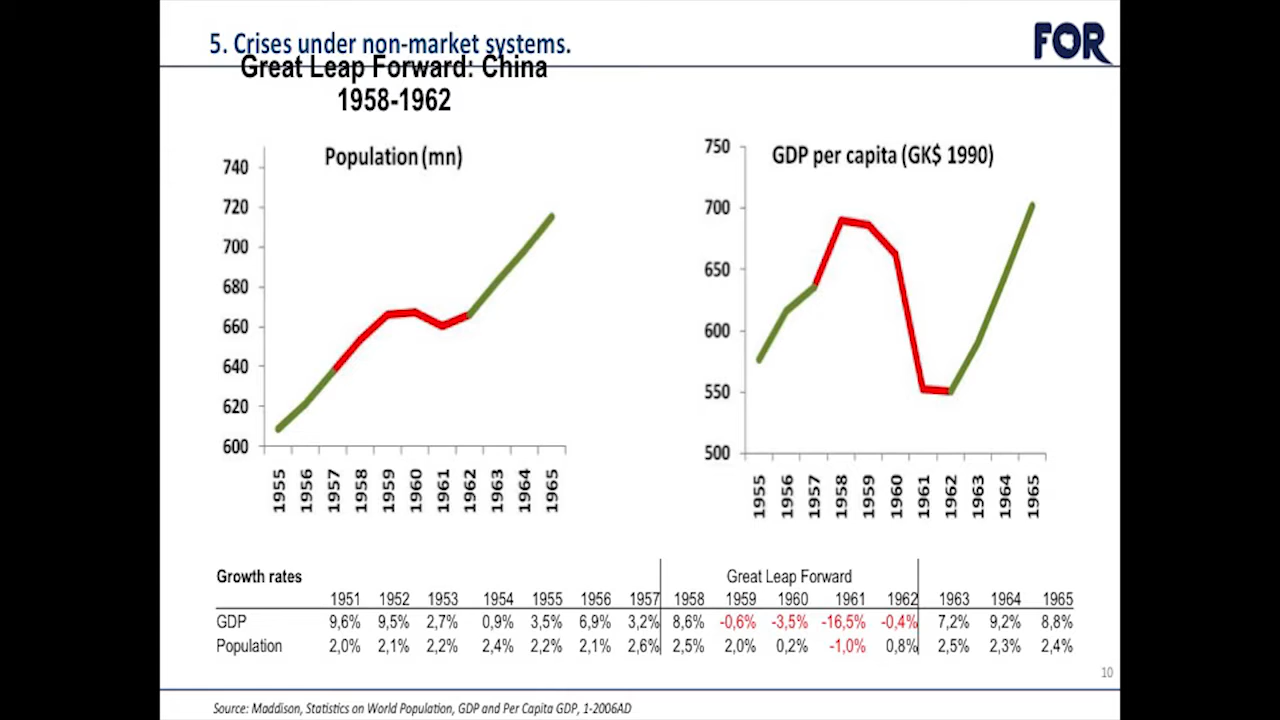 5. Crises under non-market systems.
FOR
Great Leap Forward: China
1958-1962
Population (mn)
740
720
700
680
660
640
620
600
1955 1956 1957 1958 1959 1960 1961 1962 1963 1964 1965
GDP per capita (GK$ 1990)
750
700
650
600
550
500
1955 1956 1957 1958 1959 1960 1961 1962 1963 1964 1965
Growth rates Great Leap Forward
1951 1952 1953 1954 1955 1956 1957 1958 1959 1960 1961 1962 1963 1964 1965
GDP 9,6% 9,5% 2,7% 0,9% 3,5% 6,9% 3,2% 8,6% -0,6% -3,5% -16,5% -0,4% 7,2% 9,2% 8,8%
Population 2,0% 2,1% 2,2% 2,4% 2,2% 2,1% 2,6% 2,5% 2,0% 0,2% -1,0% 0,8% 2,5% 2,3% 2,4%
10
Source: Maddison, Statistics on World Population, GDP and Per Capita GDP, 1-2006AD